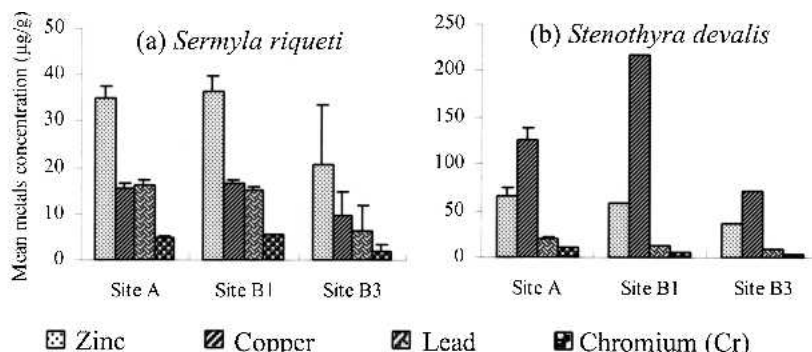 Mean metals concentration (µg/g)
50
40
30
20
10
0
(a) Sermyla riqueti
Site A
Site B1
Site B3
250
200
150
100
50
0
(b) Stenothyra devalis
Site A
Site B1
Site B3
Zinc
Copper
Lead
Chromium (Cr)